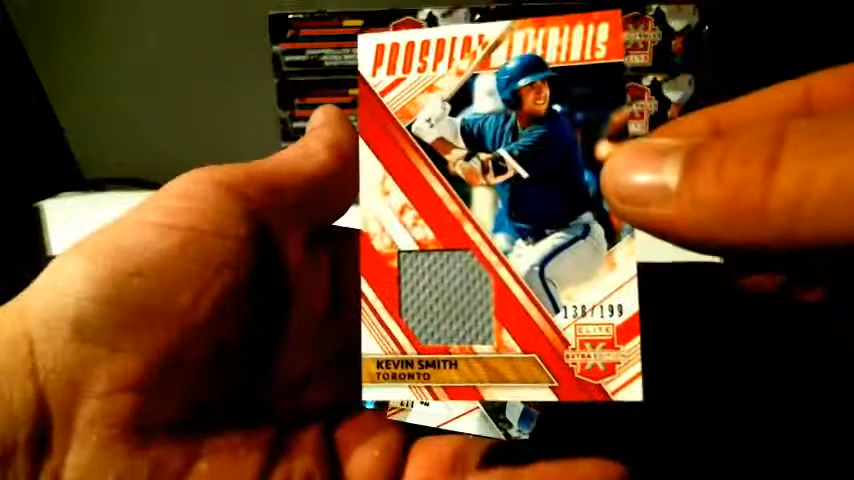 PROSPECT MATERIALS
138/199
ELITE
X
EXTRA EDITION
KEVIN SMITH
TORONTO